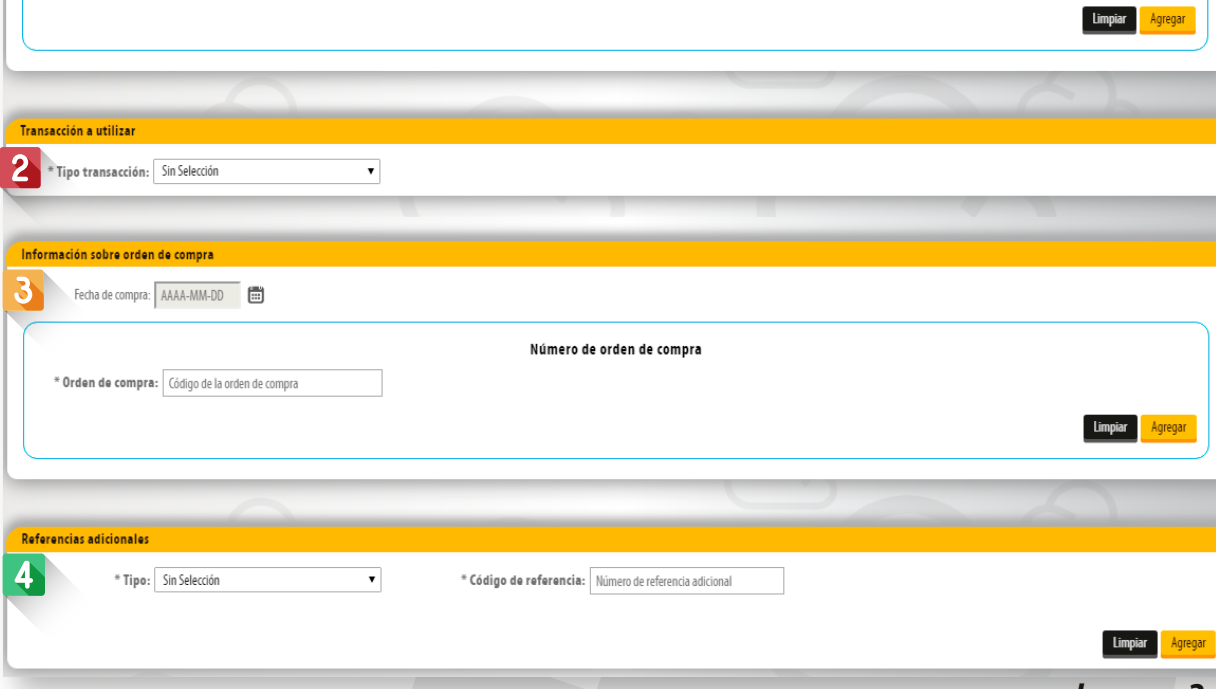 Limpiar Agregar
Transacción a utilizar
2 * Tipo transacción: Sin Selección
Información sobre orden de compra
3 Fecha de compra: AAAA-MM-DD
Número de orden de compra
* Orden de compra: Código de la orden de compra
Limpiar Agregar
Referencias adicionales
4 * Tipo: Sin Selección * Código de referencia: Número de referencia adicional
Limpiar Agregar